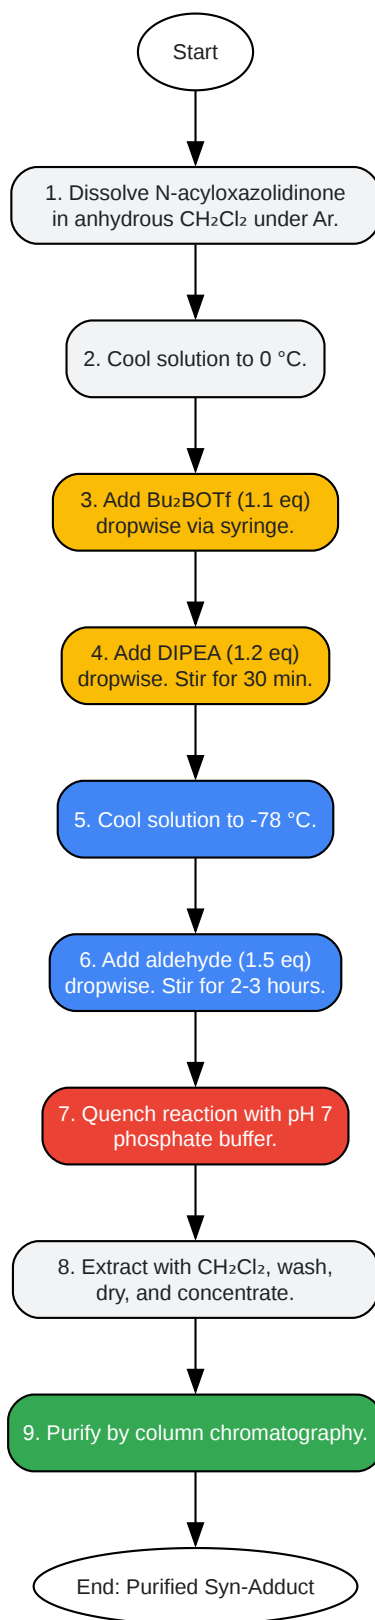 Start
1. Dissolve N-acyloxazolidinone
in anhydrous CH₂Cl₂ under Ar.
2. Cool solution to 0 °C.
3. Add Bu₂BOTf (1.1 eq)
dropwise via syringe.
4. Add DIPEA (1.2 eq)
dropwise. Stir for 30 min.
5. Cool solution to -78 °C.
6. Add aldehyde (1.5 eq)
dropwise. Stir for 2-3 hours.
7. Quench reaction with pH 7
phosphate buffer.
8. Extract with CH₂Cl₂, wash,
dry, and concentrate.
9. Purify by column chromatography.
End: Purified Syn-Adduct